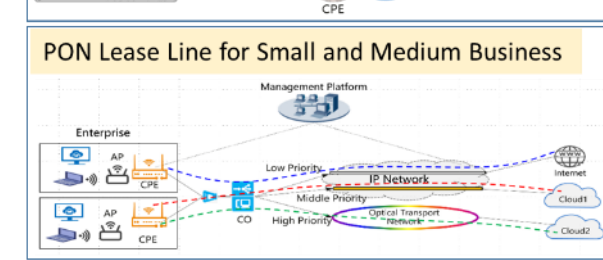 CPE
PON Lease Line for Small and Medium Business
Management Platform
Enterprise
AP
CPE
Low Priority
IP Network
WWW
Internet
Middle Priority
Cloud1
AP
CPE
CO
High Priority
Optical Transport
Network
Cloud2